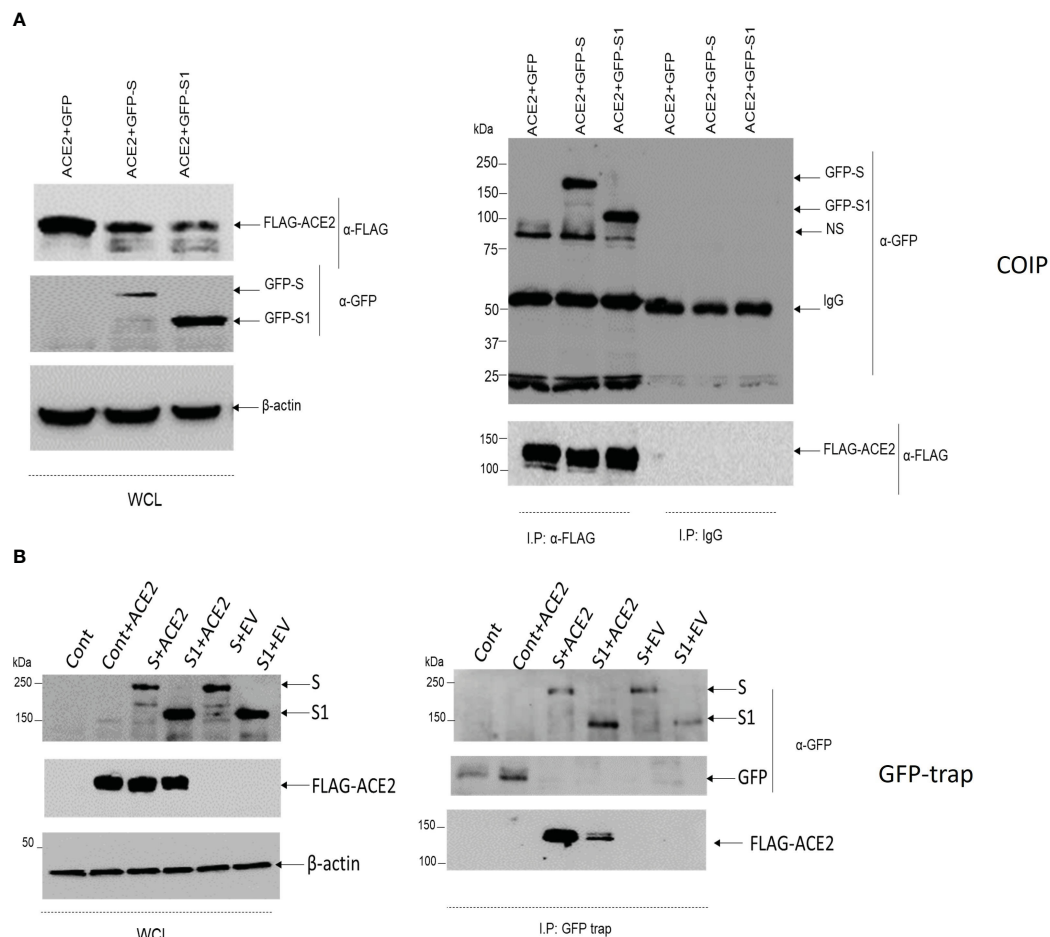 A
ACE2+GFP
ACE2+GFP-S
ACE2+GFP-S1
FLAG-ACE2
α-FLAG
GFP-S
GFP-S1
α-GFP
β-actin
WCL
ACE2+GFP
ACE2+GFP-S
ACE2+GFP-S1
ACE2+GFP
ACE2+GFP-S
ACE2+GFP-S1
kDa
250
150
100
75
50
37
25
GFP-S
GFP-S1
NS
IgG
α-GFP
COIP
150
100
FLAG-ACE2
α-FLAG
I.P: α-FLAG
I.P: IgG
B
Cont
Cont+ACE2
S+ACE2
S1+ACE2
S+EV
S1+EV
kDa
250
150
S
S1
FLAG-ACE2
50
β-actin
WCL
Cont
Cont+ACE2
S+ACE2
S1+ACE2
S+EV
S1+EV
kDa
250
150
S
S1
α-GFP
GFP
GFP-trap
150
100
FLAG-ACE2
I.P: GFP trap